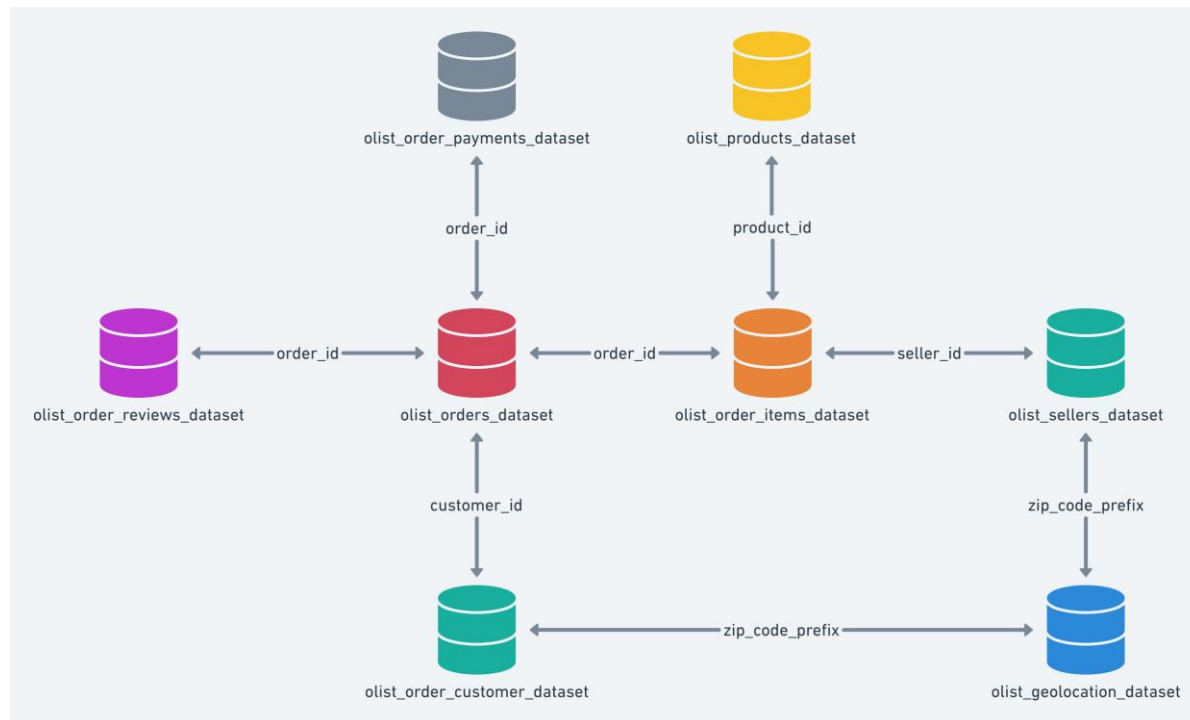 olist_order_payments_dataset
olist_products_dataset
order_id
product_id
order_id
order_id
seller_id
olist_order_reviews_dataset
olist_orders_dataset
olist_order_items_dataset
olist_sellers_dataset
customer_id
zip_code_prefix
zip_code_prefix
olist_order_customer_dataset
olist_geolocation_dataset